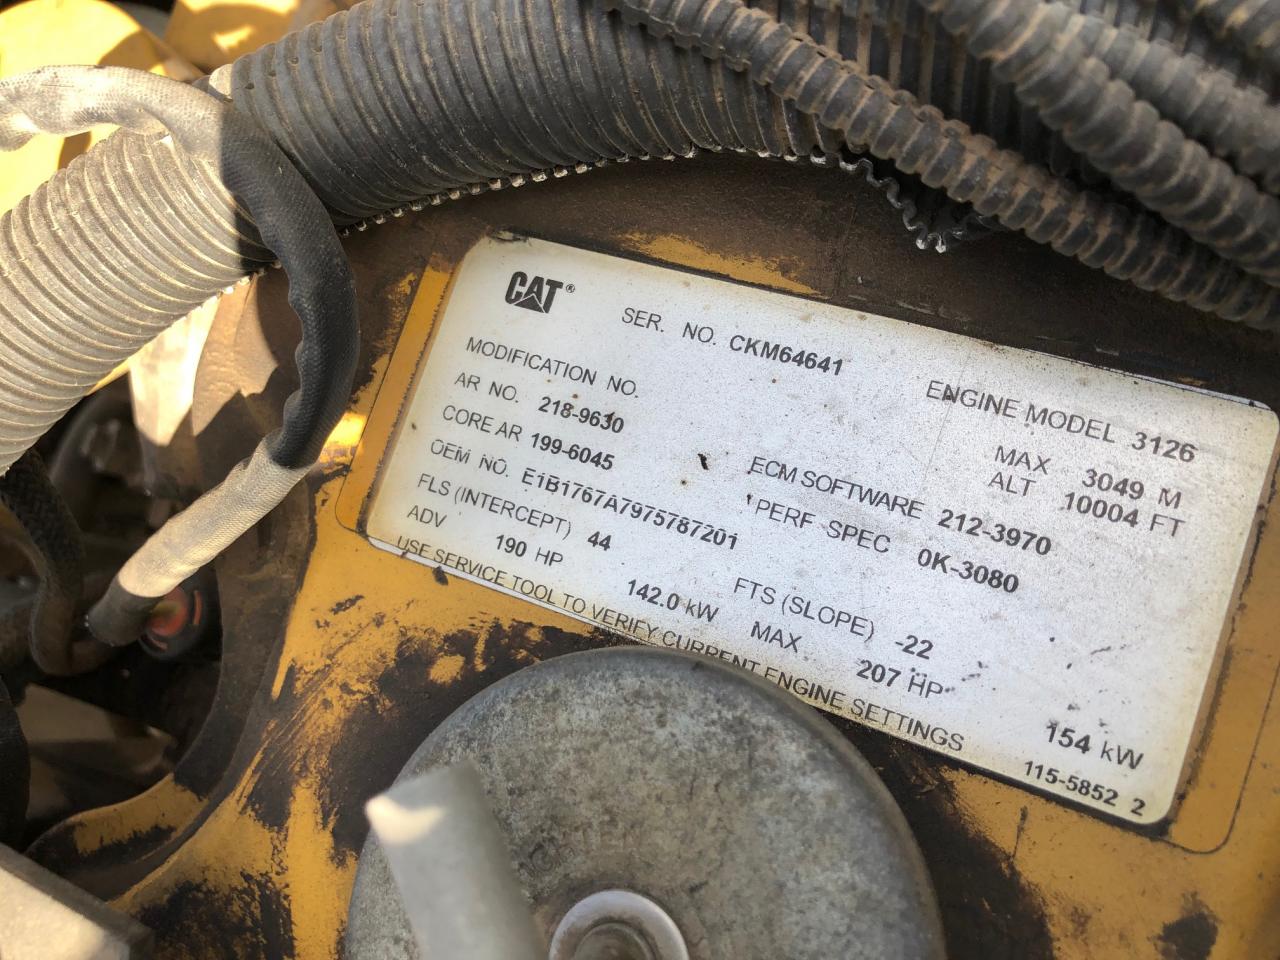 CAT®
SER. NO. CKM64641
ENGINE MODEL 3126
MODIFICATION NO.
MAX 3049 M
ALT 10004 FT
AR NO. 218-9630
CORE AR 199-6045
ECM SOFTWARE 212-3970
OEM NO. E1B1767A7975787201
PERF SPEC 0K-3080
FLS (INTERCEPT) 44
FTS (SLOPE) -22
ADV 190 HP 142.0 kW MAX 207 HP 154 kW
USE SERVICE TOOL TO VERIFY CURRENT ENGINE SETTINGS
115-5852 2